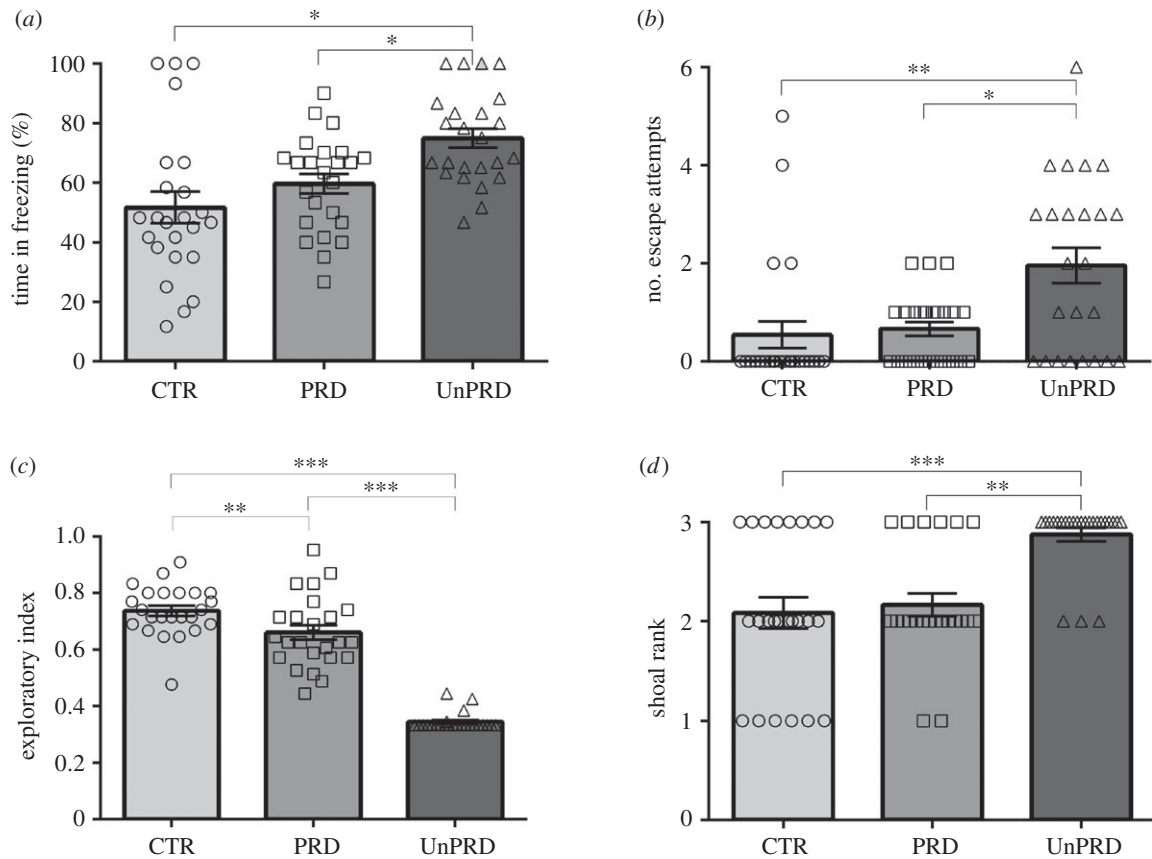 (a)
*
*
100
80
60
40
20
0
time in freezing (%)
CTR PRD UnPRD
(b)
**
*
6
4
2
0
no. escape attempts
CTR PRD UnPRD
(c)
***
***
**
1.0
0.8
0.6
0.4
0.2
0
exploratory index
CTR PRD UnPRD
(d)
***
**
3
2
1
0
shoal rank
CTR PRD UnPRD